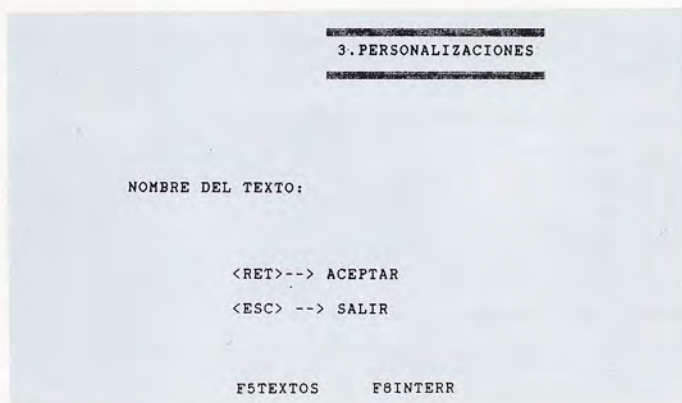 3.PERSONALIZACIONES
NOMBRE DEL TEXTO:
<RET>--> ACEPTAR
<ESC> --> SALIR
F5TEXTOS F8INTERR